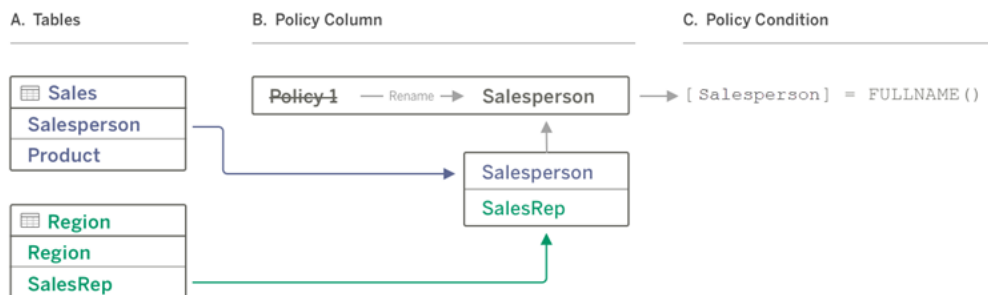 A. Tables
B. Policy Column
C. Policy Condition
Sales
Salesperson
Product
Policy 1
Rename
Salesperson
[Salesperson] = FULLNAME()
Salesperson
SalesRep
Region
Region
SalesRep